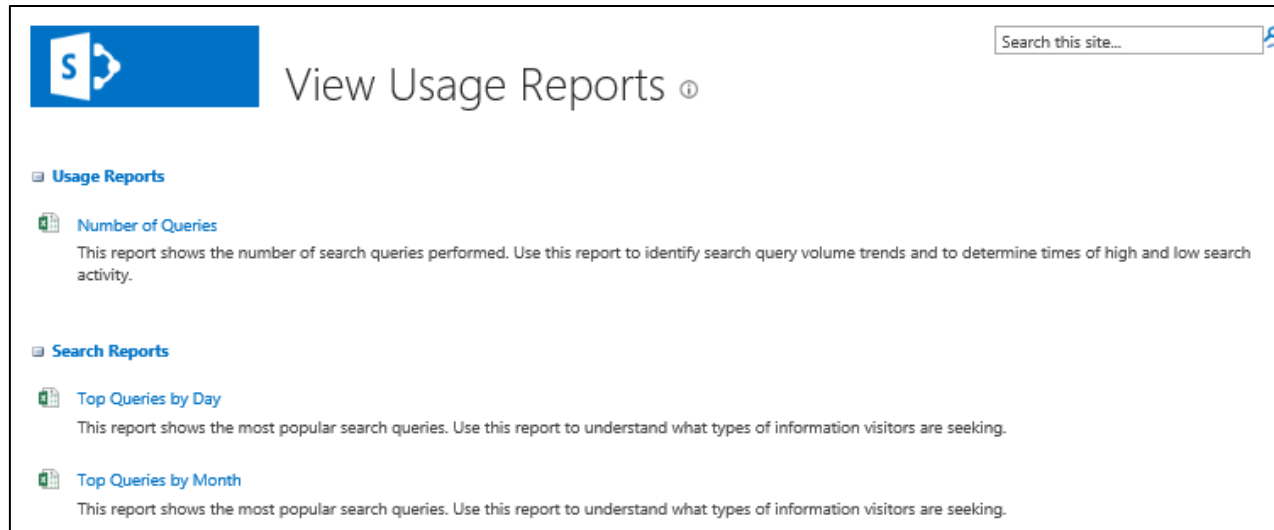 S
Search this site...
View Usage Reports
Usage Reports
Number of Queries
This report shows the number of search queries performed. Use this report to identify search query volume trends and to determine times of high and low search
activity.
Search Reports
Top Queries by Day
This report shows the most popular search queries. Use this report to understand what types of information visitors are seeking.
Top Queries by Month
This report shows the most popular search queries. Use this report to understand what types of information visitors are seeking.